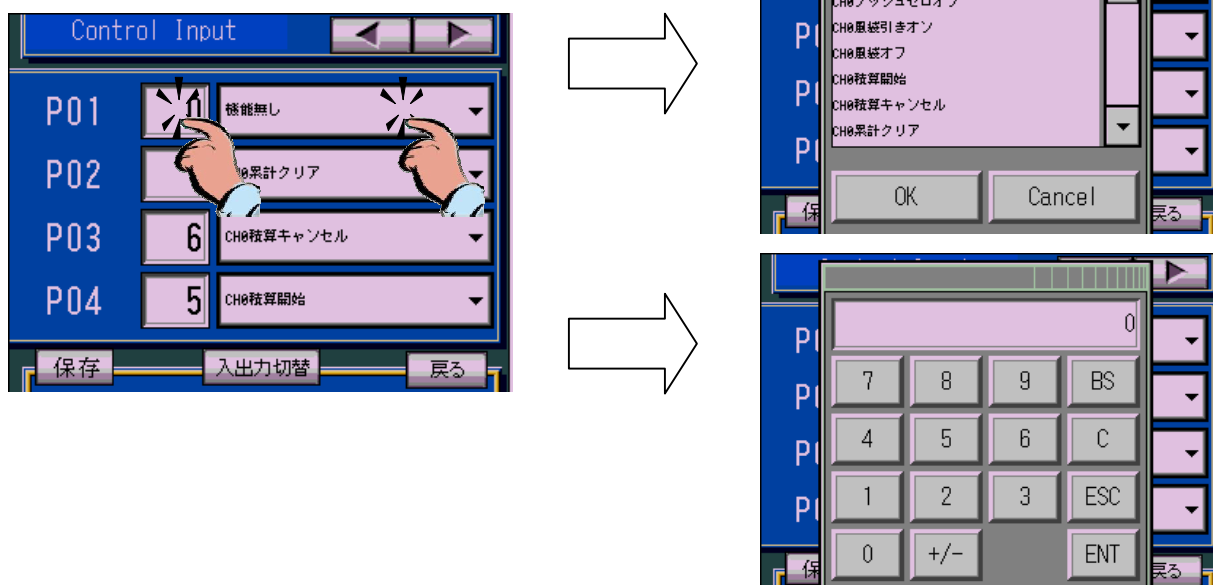 Control Input
P01
0
機能無し
P02
累計クリア
P03
6
CH0積算キャンセル
P04
5
CH0積算開始
保存
入出力切替
戻る
CH0風袋引きオン
CH0風袋オフ
CH0積算開始
CH0積算キャンセル
CH0累計クリア
OK
Cancel
戻る
0
7
8
9
BS
4
5
6
C
1
2
3
ESC
0
+/-
ENT
戻る